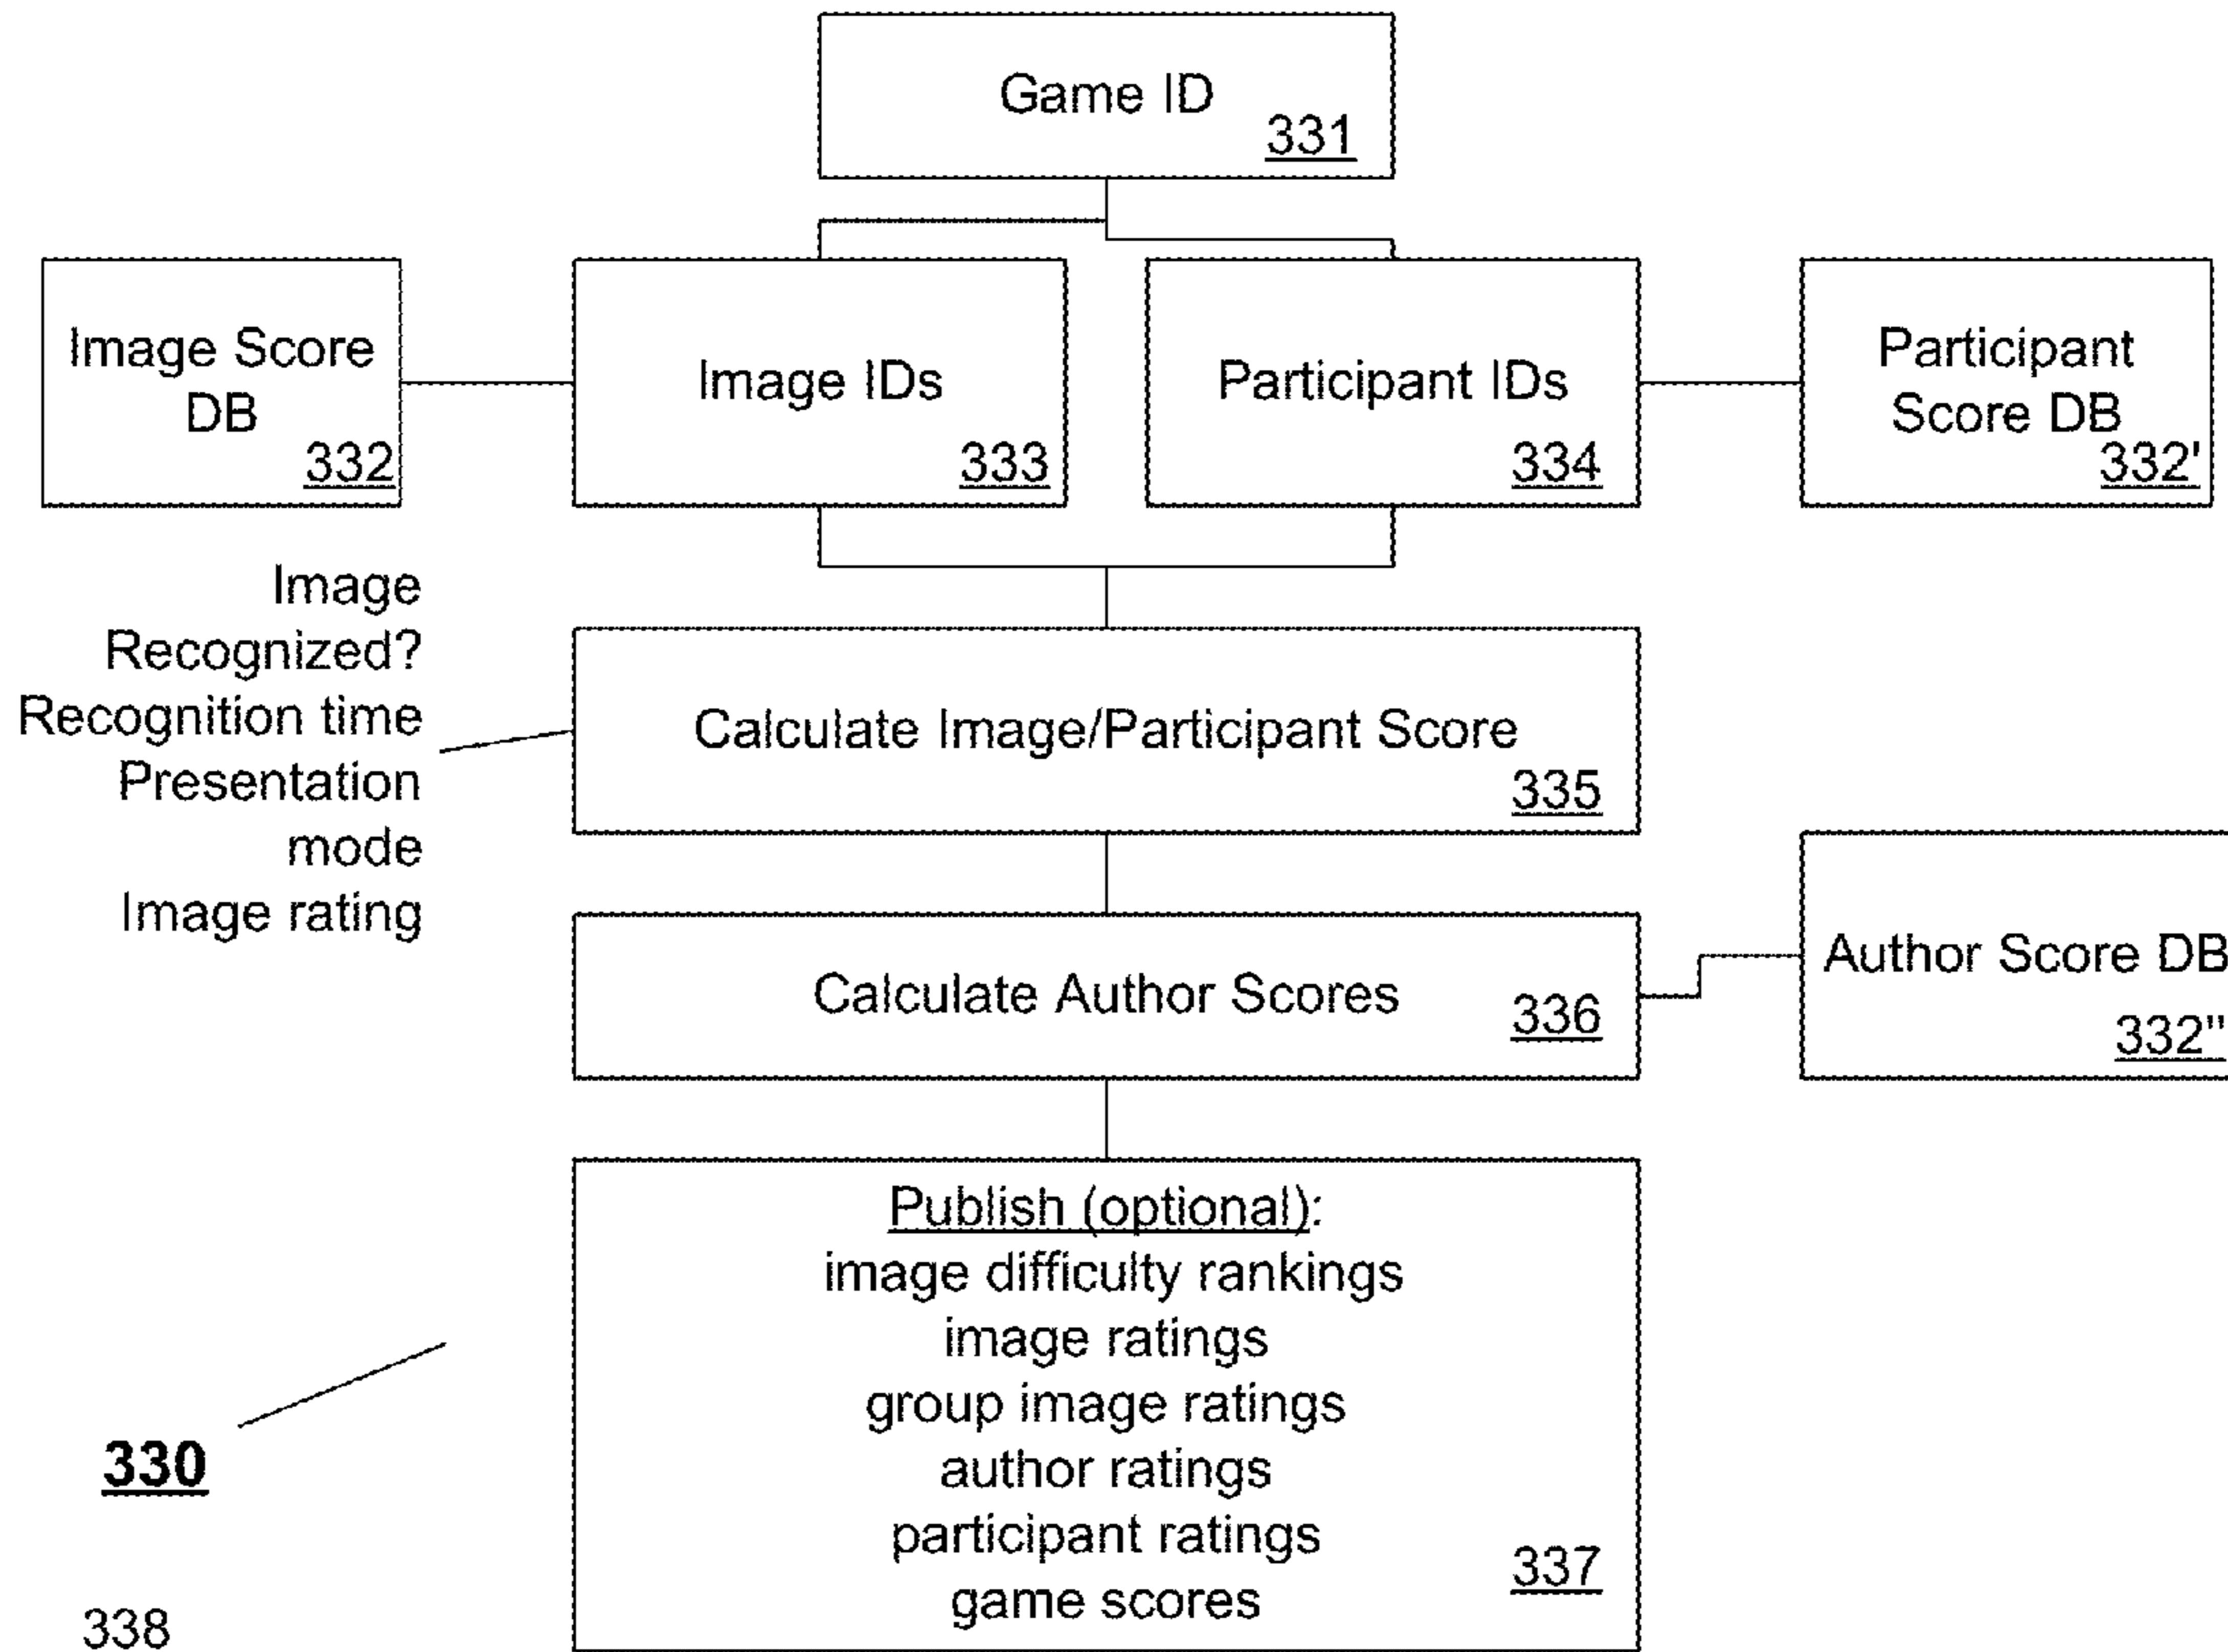 Game ID
331
Image Score
DB
332
Image IDs
333
Participant IDs
334
Participant
Score DB
332'
Image
Recognized?
Recognition time
Presentation
mode
Image rating
Calculate Image/Participant Score
335
Calculate Author Scores
336
Author Score DB
332"
Publish (optional):
image difficulty rankings
image ratings
group image ratings
author ratings
participant ratings
game scores
337
330
338